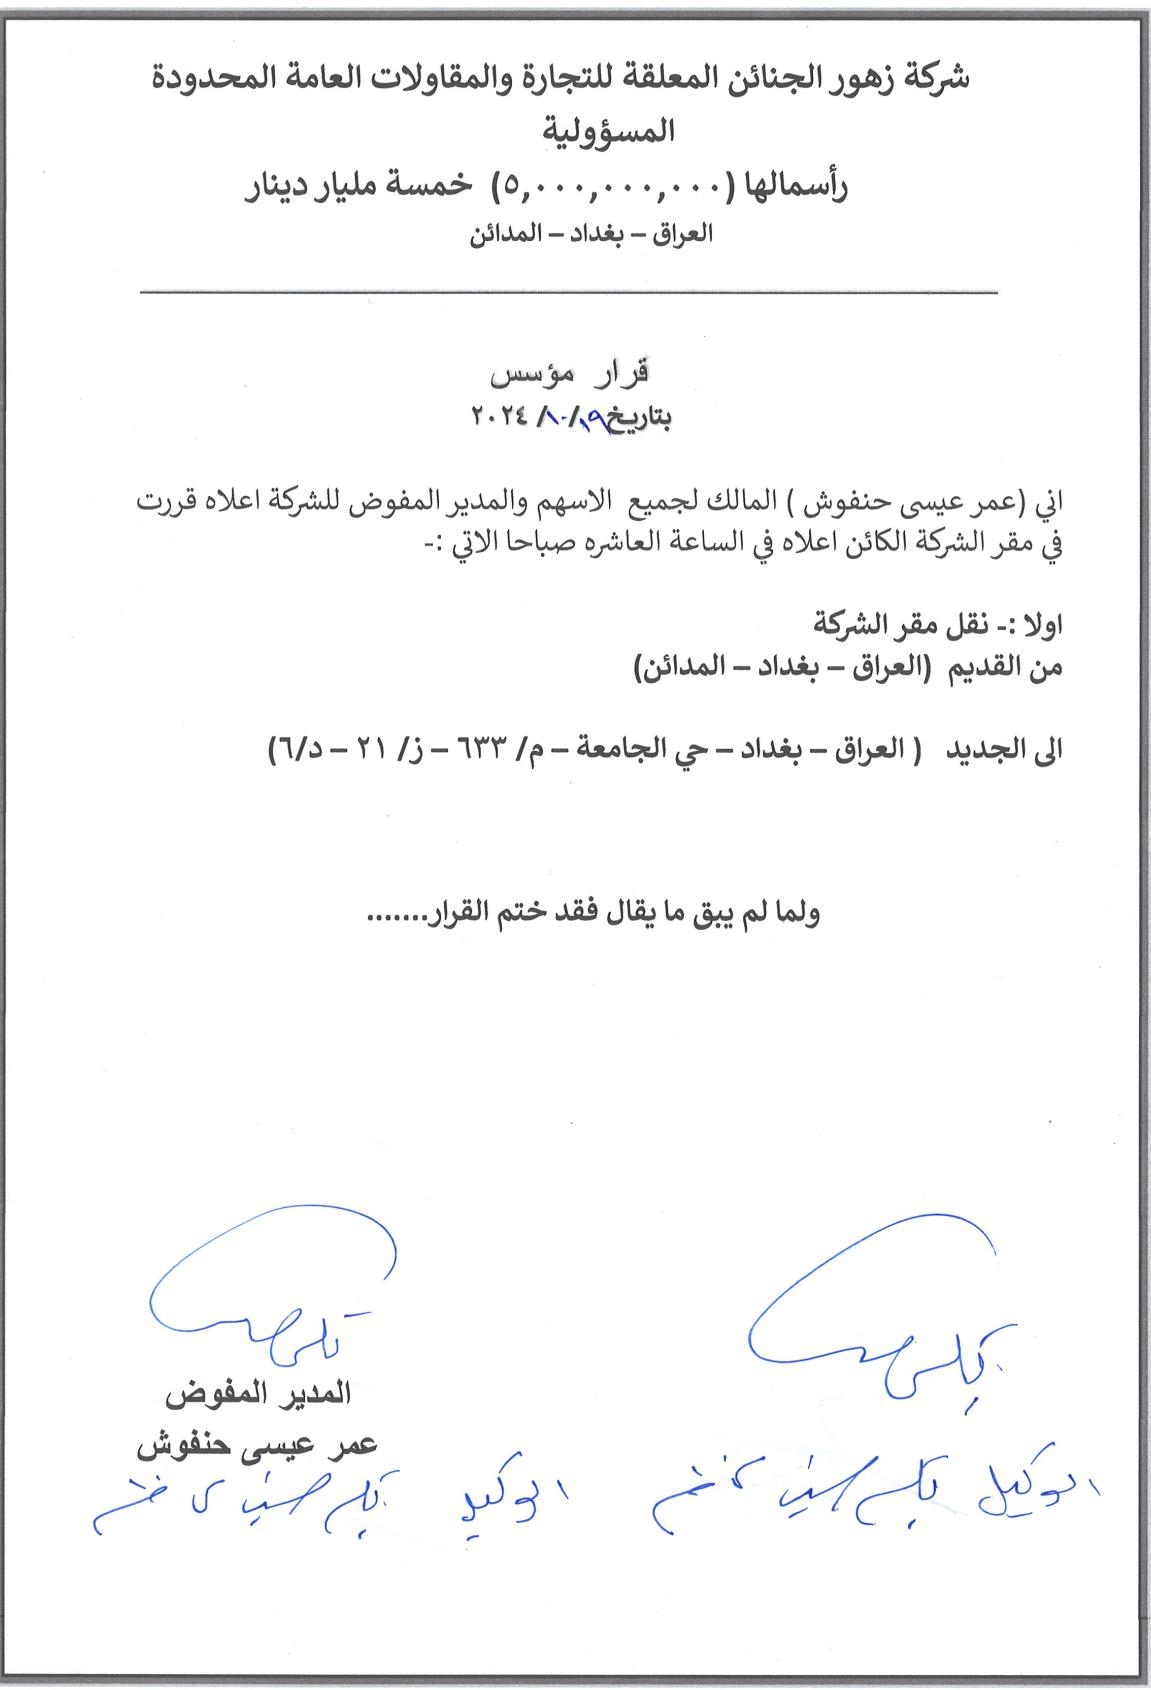 شركة زهور الجنائن المعلقة للتجارة والمقاولات العامة المحدودة
المسؤولية
رأسمالها (٥,٠٠٠,٠٠٠,٠٠٠) خمسة مليار دينار
العراق – بغداد – المدائن
قرار مؤسس
بتاريخ ١٩/١٠/ ٢٠٢٤
اني (عمر عيسى حنفوش ) المالك لجميع الاسهم والمدير المفوض للشركة اعلاه قررت
في مقر الشركة الكائن اعلاه في الساعة العاشره صباحا الاتي :-
اولا :- نقل مقر الشركة
من القديم (العراق – بغداد – المدائن)
الى الجديد ( العراق – بغداد – حي الجامعة – م/ ٦٣٣ – ز/ ٢١ – د/٦)
ولما لم يبق ما يقال فقد ختم القرار.......
المدير المفوض
عمر عيسى حنفوش
الوكيل
الوكيل